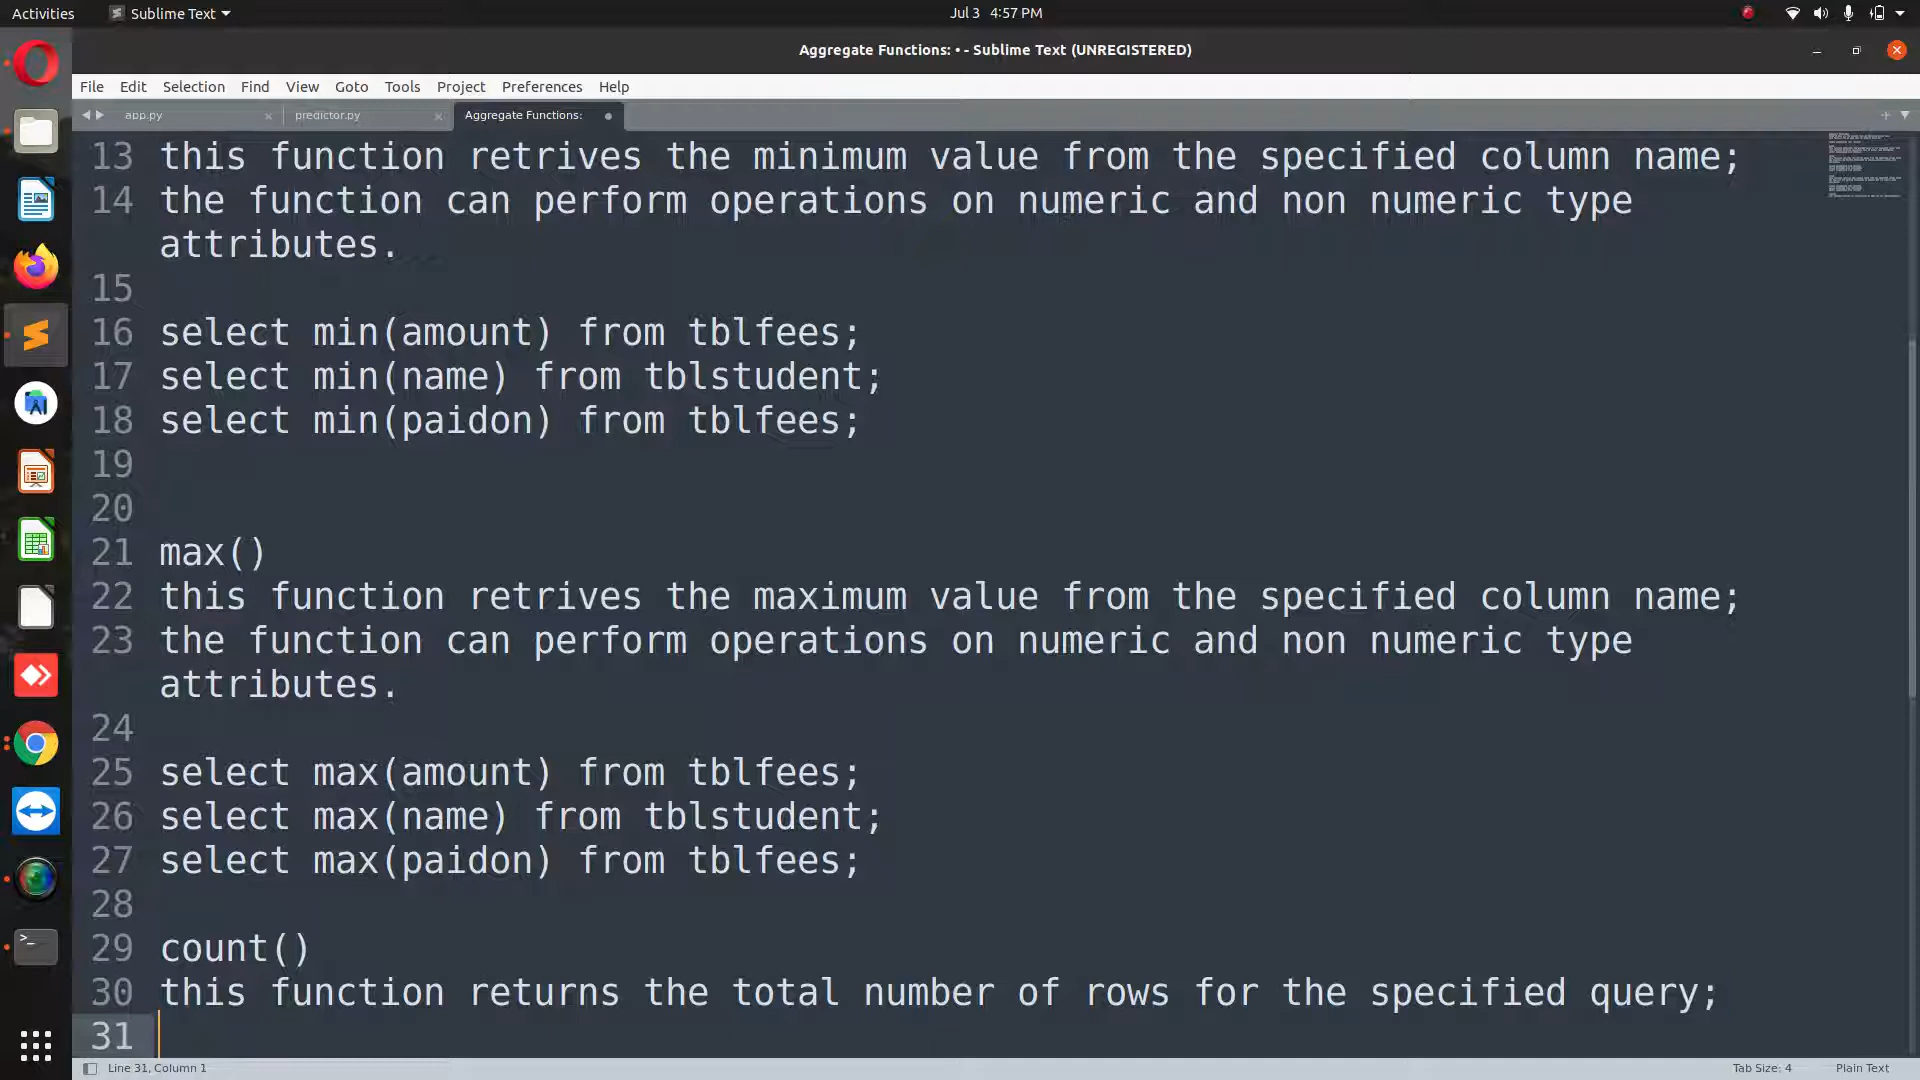 Activities
Sublime Text
Jul 3 4:57 PM
Aggregate Functions: • - Sublime Text (UNREGISTERED)
File Edit Selection Find View Goto Tools Project Preferences Help
app.py
predictor.py
Aggregate Functions:
13 this function retrives the minimum value from the specified column name;
14 the function can perform operations on numeric and non numeric type
attributes.
15
16 select min(amount) from tblfees;
17 select min(name) from tblstudent;
18 select min(paidon) from tblfees;
19
20
21 max()
22 this function retrives the maximum value from the specified column name;
23 the function can perform operations on numeric and non numeric type
attributes.
24
25 select max(amount) from tblfees;
26 select max(name) from tblstudent;
27 select max(paidon) from tblfees;
28
29 count()
30 this function returns the total number of rows for the specified query;
31
Line 31, Column 1
Tab Size: 4
Plain Text